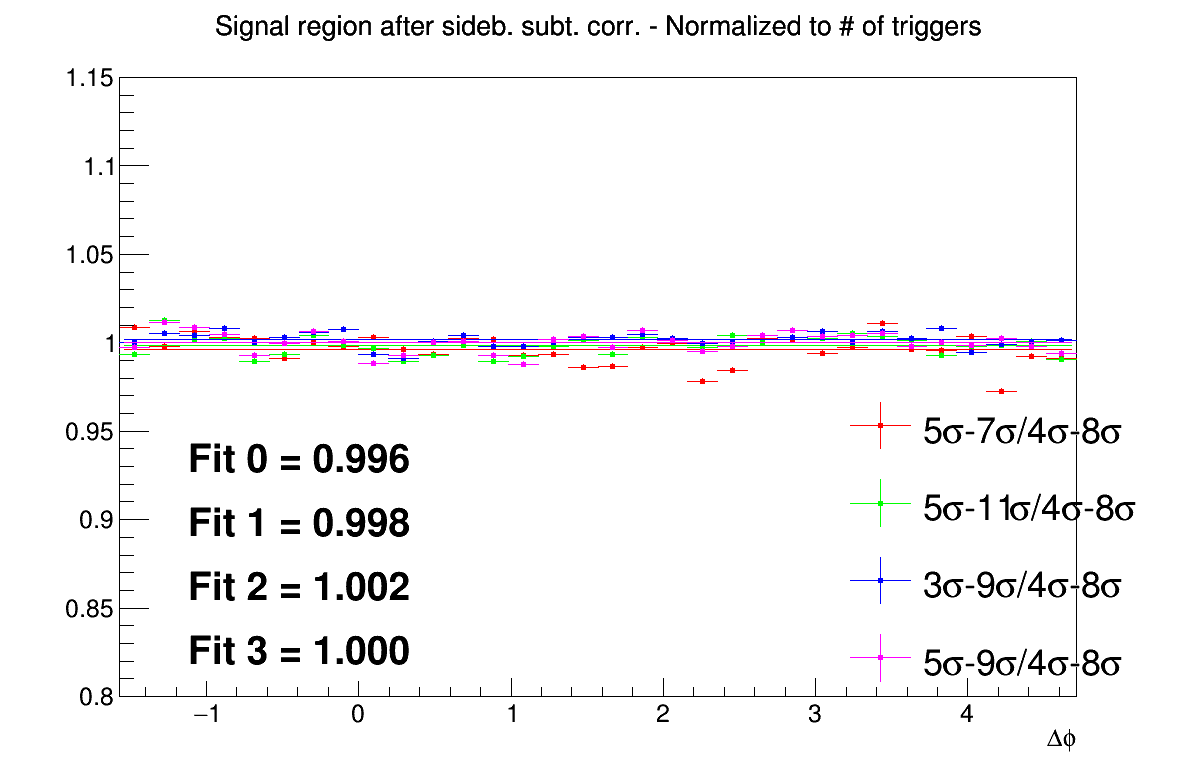 Signal region after sideb. subt. corr. - Normalized to # of triggers
1.15
1.1
1.05
1
0.95
0.9
0.85
0.8
Fit 0 = 0.996
Fit 1 = 0.998
Fit 2 = 1.002
Fit 3 = 1.000
5σ-7σ/4σ-8σ
5σ-11σ/4σ-8σ
3σ-9σ/4σ-8σ
5σ-9σ/4σ-8σ
−1 0 1 2 3 4
Δϕ